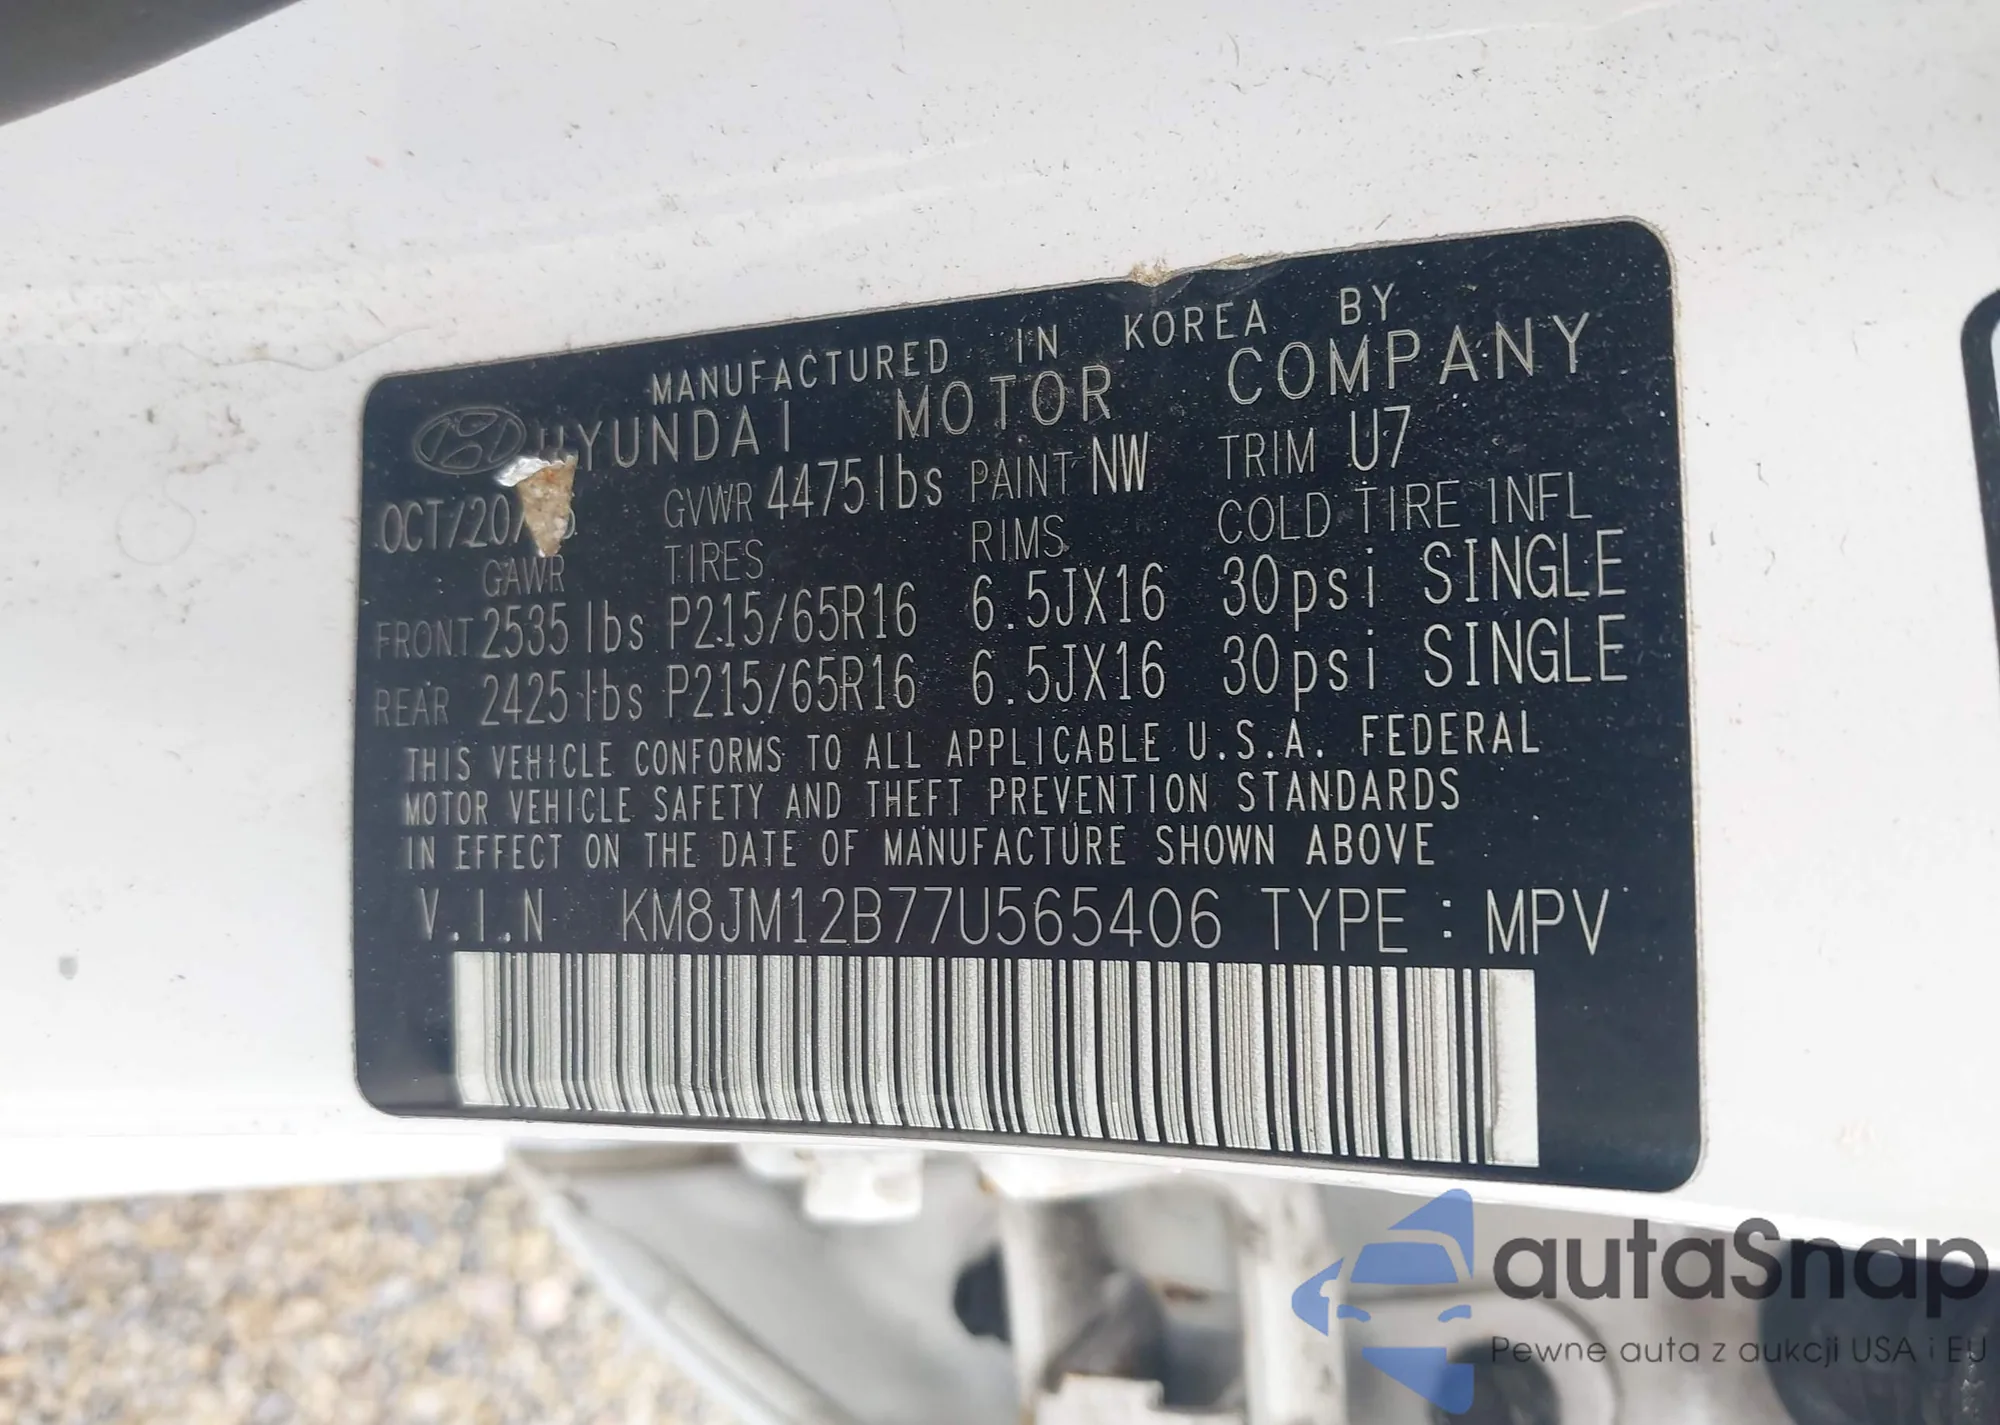 MANUFACTURED IN KOREA BY
HYUNDAI MOTOR COMPANY
OCT/20/ GVWR 4475lbs PAINT NW TRIM U7
GAWR TIRES RIMS COLD TIRE INFL
FRONT 2535lbs P215/65R16 6.5JX16 30psi SINGLE
REAR 2425lbs P215/65R16 6.5JX16 30psi SINGLE
THIS VEHICLE CONFORMS TO ALL APPLICABLE U.S.A. FEDERAL
MOTOR VEHICLE SAFETY AND THEFT PREVENTION STANDARDS
IN EFFECT ON THE DATE OF MANUFACTURE SHOWN ABOVE
V.I.N KM8JM12B77U565406 TYPE : MPV
autaSnap
Pewne auta z aukcji USA i EU